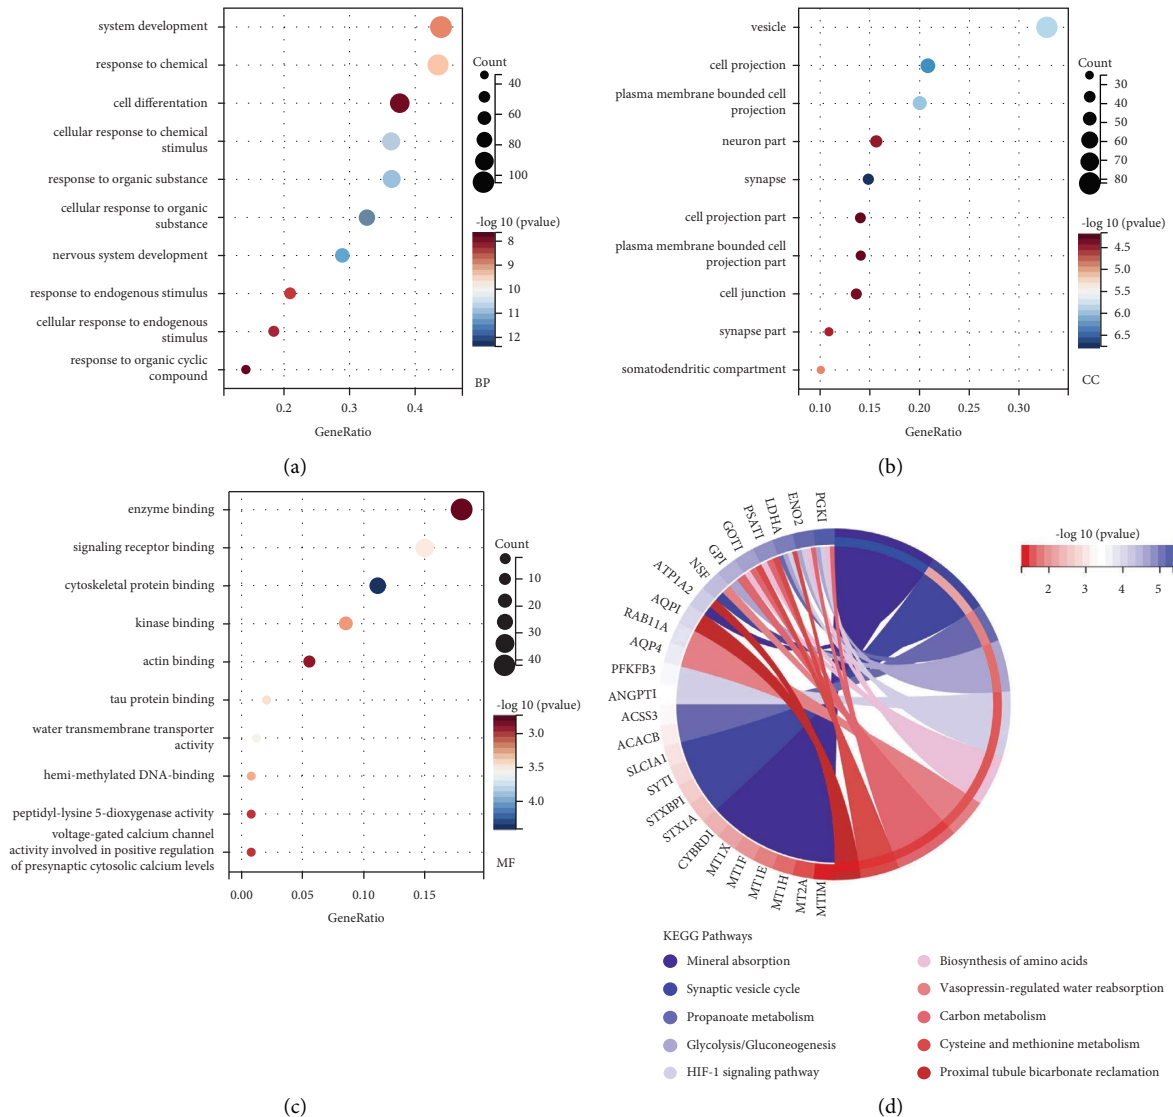 system development
response to chemical
cell differentation
cellular response to chemical
stimulus
response to organic substance
cellular response to organic
substance
nervous system development
response to endogenous stimulus
cellular response to endogenous
stimulus
response to organic cyclic
compound
0.2 0.3 0.4
GeneRatio
Count
40
60
80
100
-log 10 (pvalue)
8
9
10
11
12
BP
(a)
vesicle
cell projection
plasma membrane bounded cell
projection
neuron part
synapse
cell projection part
plasma membrane bounded cell
projection part
cell junction
synapse part
somatodendritic compartment
0.10 0.15 0.20 0.25 0.30
GeneRatio
Count
30
40
50
60
70
80
-log 10 (pvalue)
4.5
5.0
5.5
6.0
6.5
CC
(b)
enzyme binding
signaling receptor binding
cytoskeletal protein binding
kinase binding
actin binding
tau protein binding
water transmembrane transporter
activity
hemi-methylated DNA-binding
peptidyl-lysine 5-dioxygenase activity
voltage-gated calcium channel
activity involved in positive regulation
of presynaptic cytosolic calcium levels
0.00 0.05 0.10 0.15
GeneRatio
Count
10
20
30
40
-log 10 (pvalue)
3.0
3.5
4.0
MF
(c)
PGKI
ENO2
LDHA
PSAT1
GOT1
GPI
NSF
ATP1A2
AQPI
RAB11A
AQP4
PFKFB3
ANGPTI
ACSS3
ACACB
SLCIA1
SYTI
STXBPI
STX1A
CYBRDI
MT1X
MT1F
MT1E
MT1H
MT2A
MTIM
-log 10 (pvalue)
2 3 4 5
KEGG Pathways
Mineral absorption
Synaptic vesicle cycle
Propanoate metabolism
Glycolysis/Gluconeogenesis
HIF-1 signaling pathway
Biosynthesis of amino acids
Vasopressin-regulated water reabsorption
Carbon metabolism
Cysteine and methionine metabolism
Proximal tubule bicarbonate reclamation
(d)